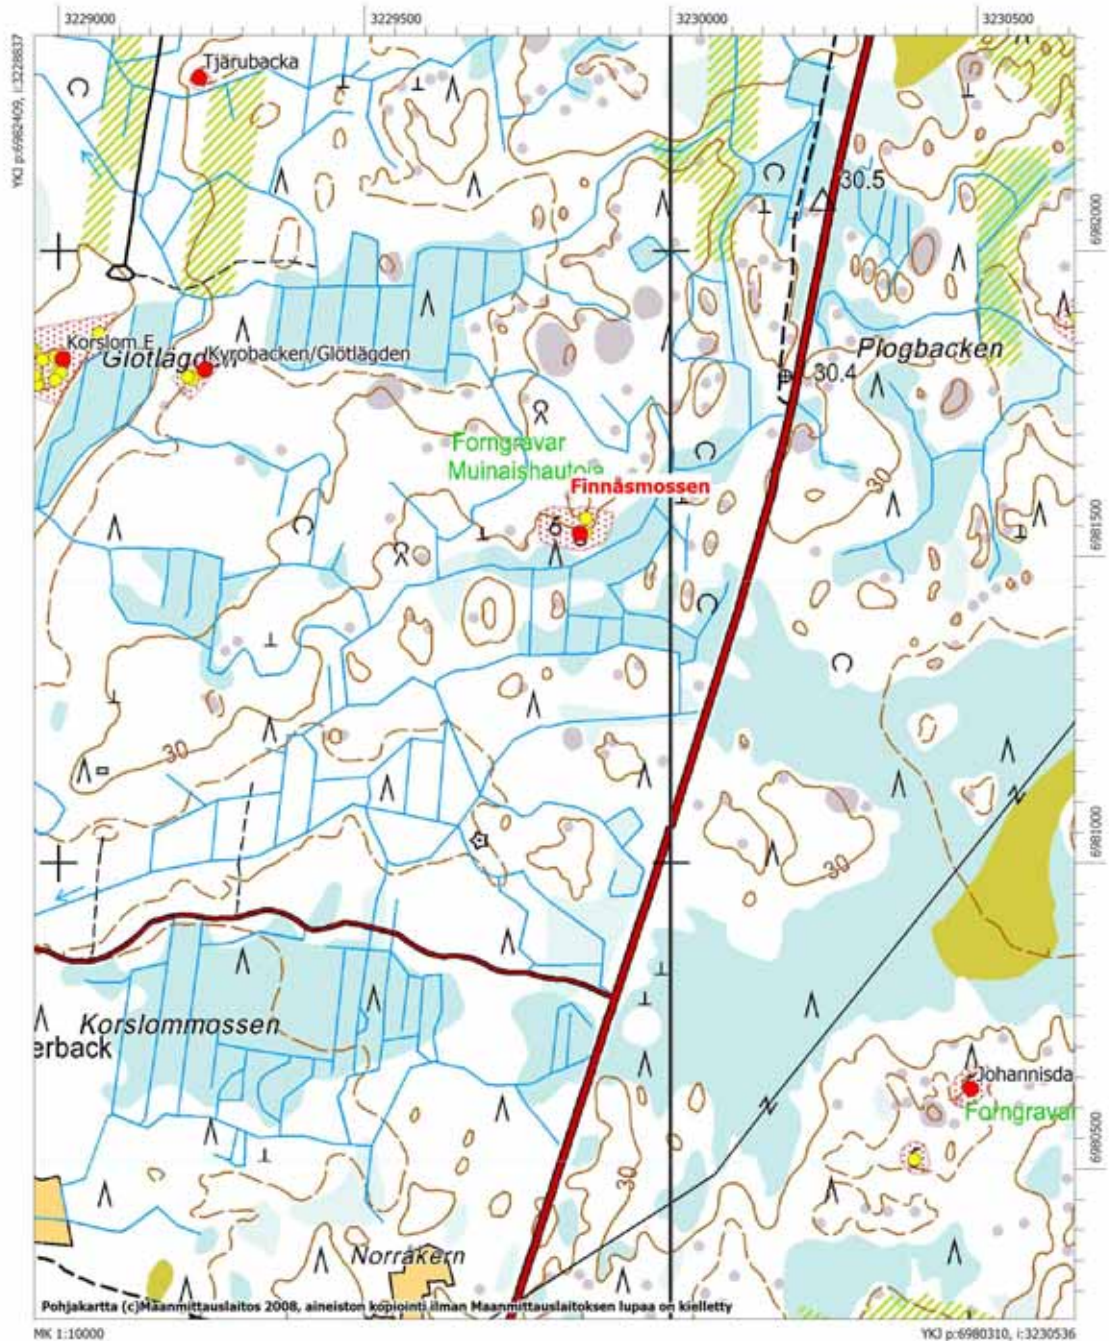 3229000
3229500
3230000
3230500
YKJ p:6982409, i:3228837
Tjärubacka
30.5
6982000
Korslom E
Glötlägden
Kyrobacken/Glötlägden
Plogbacken
30.4
Forngravar
Muinaishautoja
Finnåsmossen
30
6981500
30
30
6981000
Korslommossen
erback
Johannisda
Forngravar
6980500
30
Norråkern
Pohjakartta (c)Maanmittauslaitos 2008, aineiston kopiointi ilman Maanmittauslaitoksen lupaa on kielletty
MK 1:10000
YKJ p:6980310, i:3230536